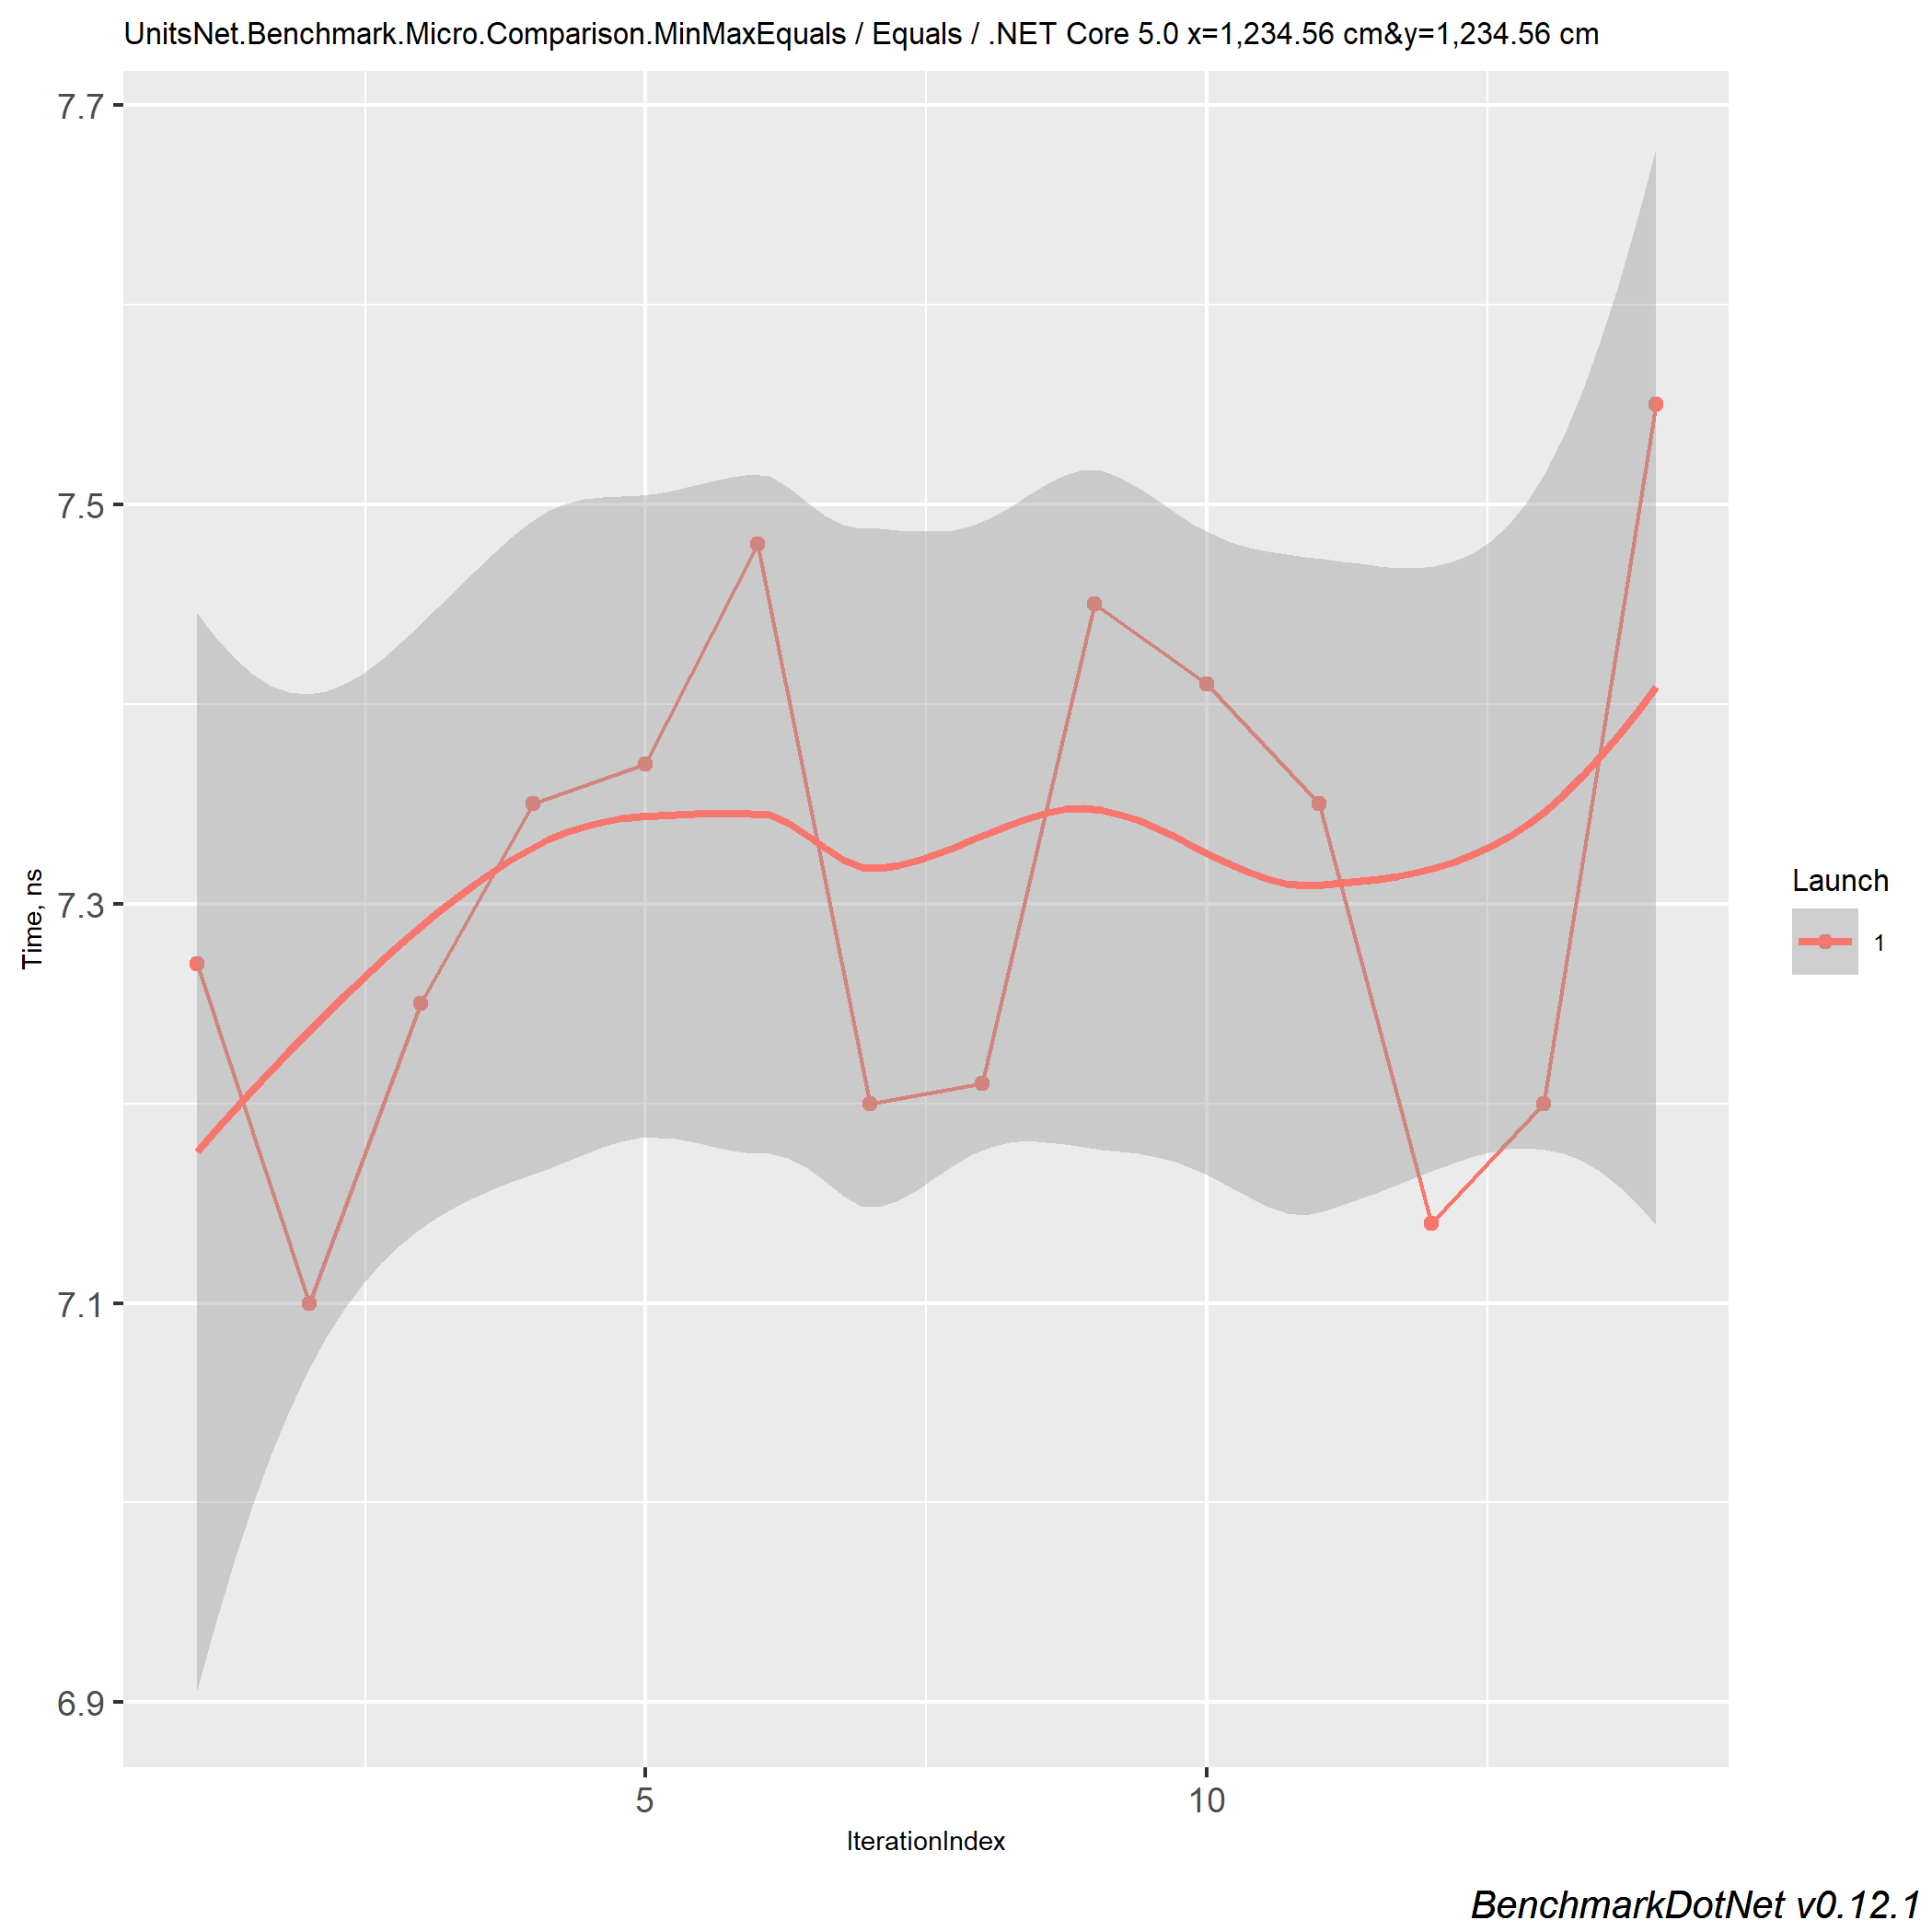 UnitsNet.Benchmark.Micro.Comparison.MinMaxEquals / Equals / .NET Core 5.0 x=1,234.56 cm&y=1,234.56 cm
7.7
7.5
7.3
7.1
6.9
Time, ns
5 10
IterationIndex
Launch
1
BenchmarkDotNet v0.12.1